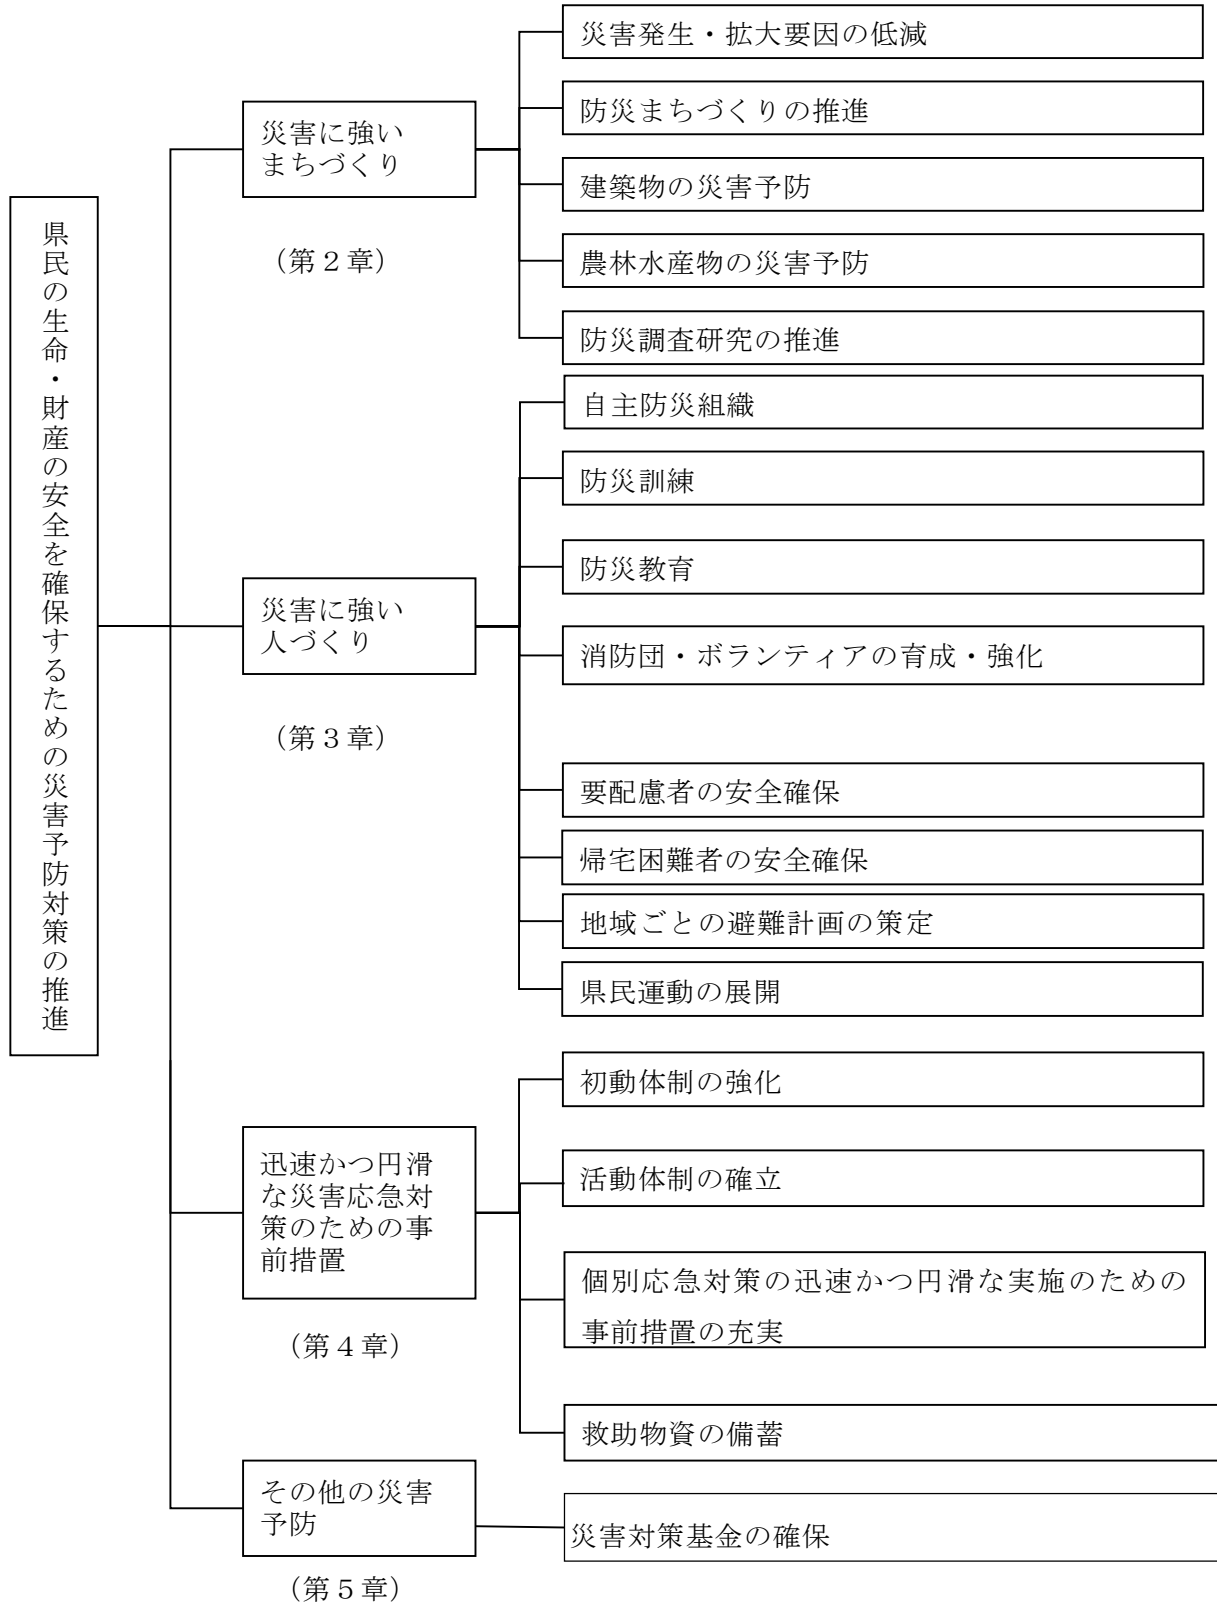 県民の生命・財産の安全を確保するための災害予防対策の推進
災害に強い
まちづくり
（第２章）
災害発生・拡大要因の低減
防災まちづくりの推進
建築物の災害予防
農林水産物の災害予防
防災調査研究の推進
災害に強い
人づくり
（第３章）
自主防災組織
防災訓練
防災教育
消防団・ボランティアの育成・強化
要配慮者の安全確保
帰宅困難者の安全確保
地域ごとの避難計画の策定
県民運動の展開
迅速かつ円滑
な災害応急対
策のための事
前措置
（第４章）
初動体制の強化
活動体制の確立
個別応急対策の迅速かつ円滑な実施のための
事前措置の充実
救助物資の備蓄
その他の災害
予防
（第５章）
災害対策基金の確保